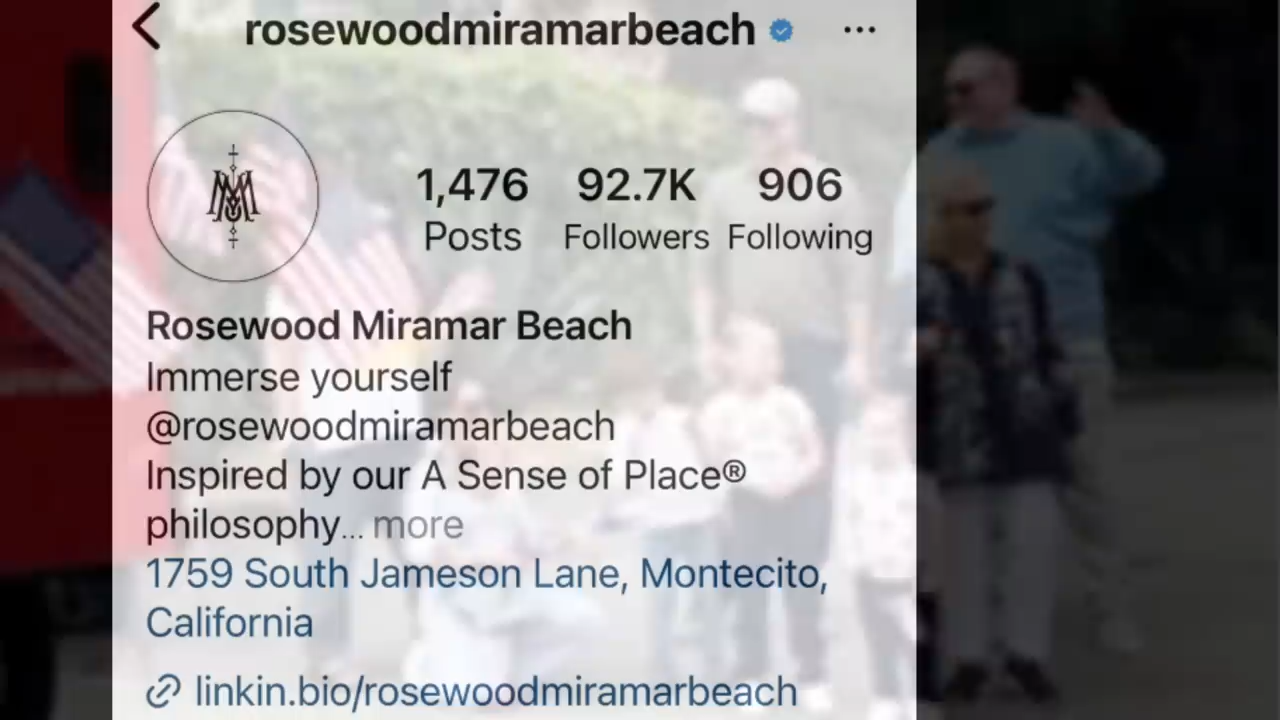 rosewoodmiramarbeach
1,476 92.7K 906
Posts Followers Following
Rosewood Miramar Beach
Immerse yourself
@rosewoodmiramarbeach
Inspired by our A Sense of Place®
philosophy... more
1759 South Jameson Lane, Montecito,
California
linkin.bio/rosewoodmiramarbeach